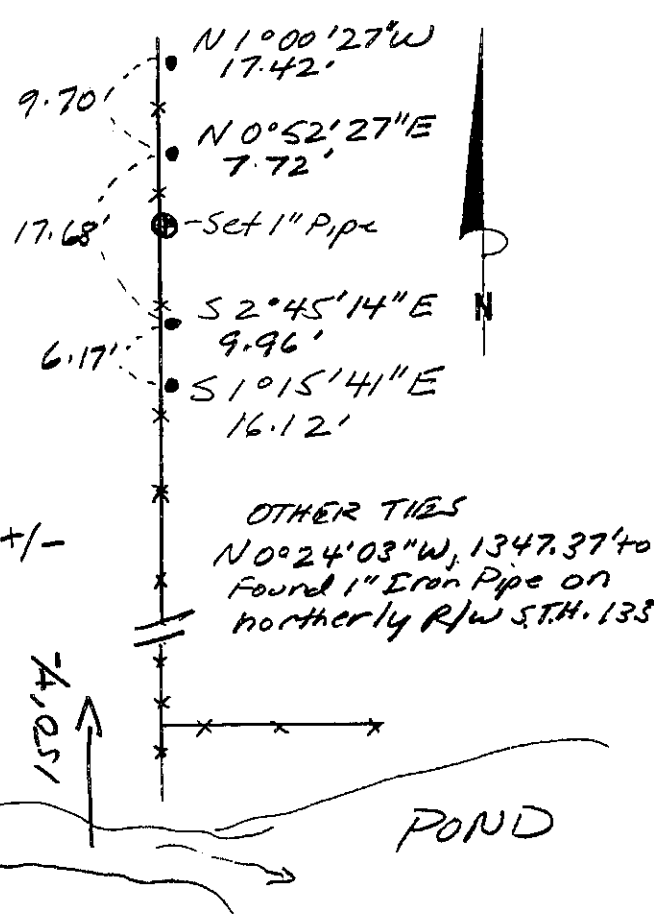 N 1°00'27"W
17.42'
9.70'
N 0°52'27"E
7.72'
17.68'
-Set 1" Pipe
S 2°45'14"E
9.96'
N
6.17'
S 1°15'41"E
16.12'
+/-
OTHER TIES
N 0°24'03"W, 1347.37' to
Found 1" Iron Pipe on
northerly R/W S.T.H. 133
150'
POND